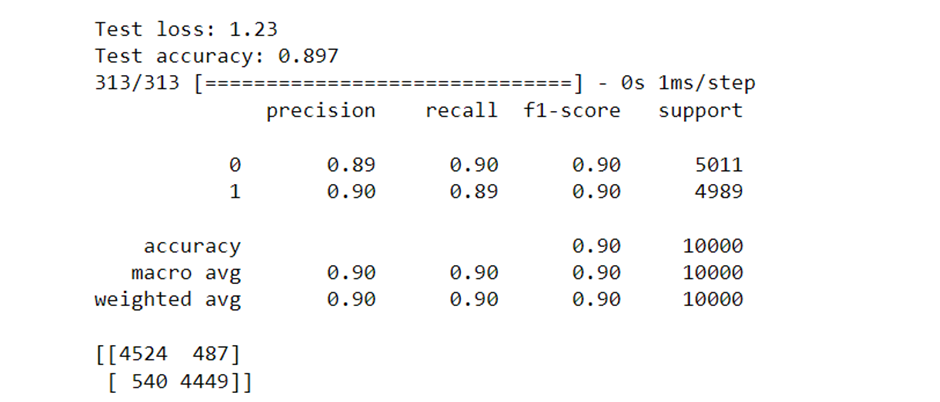 Test loss: 1.23
Test accuracy: 0.897
313/313 [==============================] - 0s 1ms/step
precision recall f1-score support
0 0.89 0.90 0.90 5011
1 0.90 0.89 0.90 4989
accuracy 0.90 10000
macro avg 0.90 0.90 0.90 10000
weighted avg 0.90 0.90 0.90 10000
[[4524 487]
[ 540 4449]]